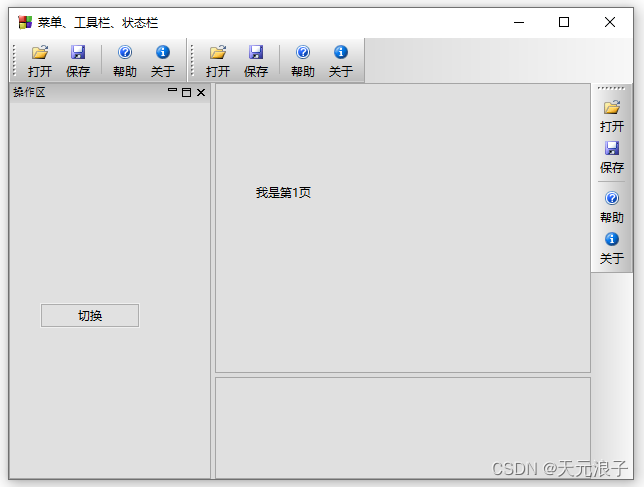 菜单、工具栏、状态栏
打开 保存 帮助 关于 打开 保存 帮助 关于
操作区
打开
保存
帮助
关于
我是第1页
切换
CSDN @天元浪子